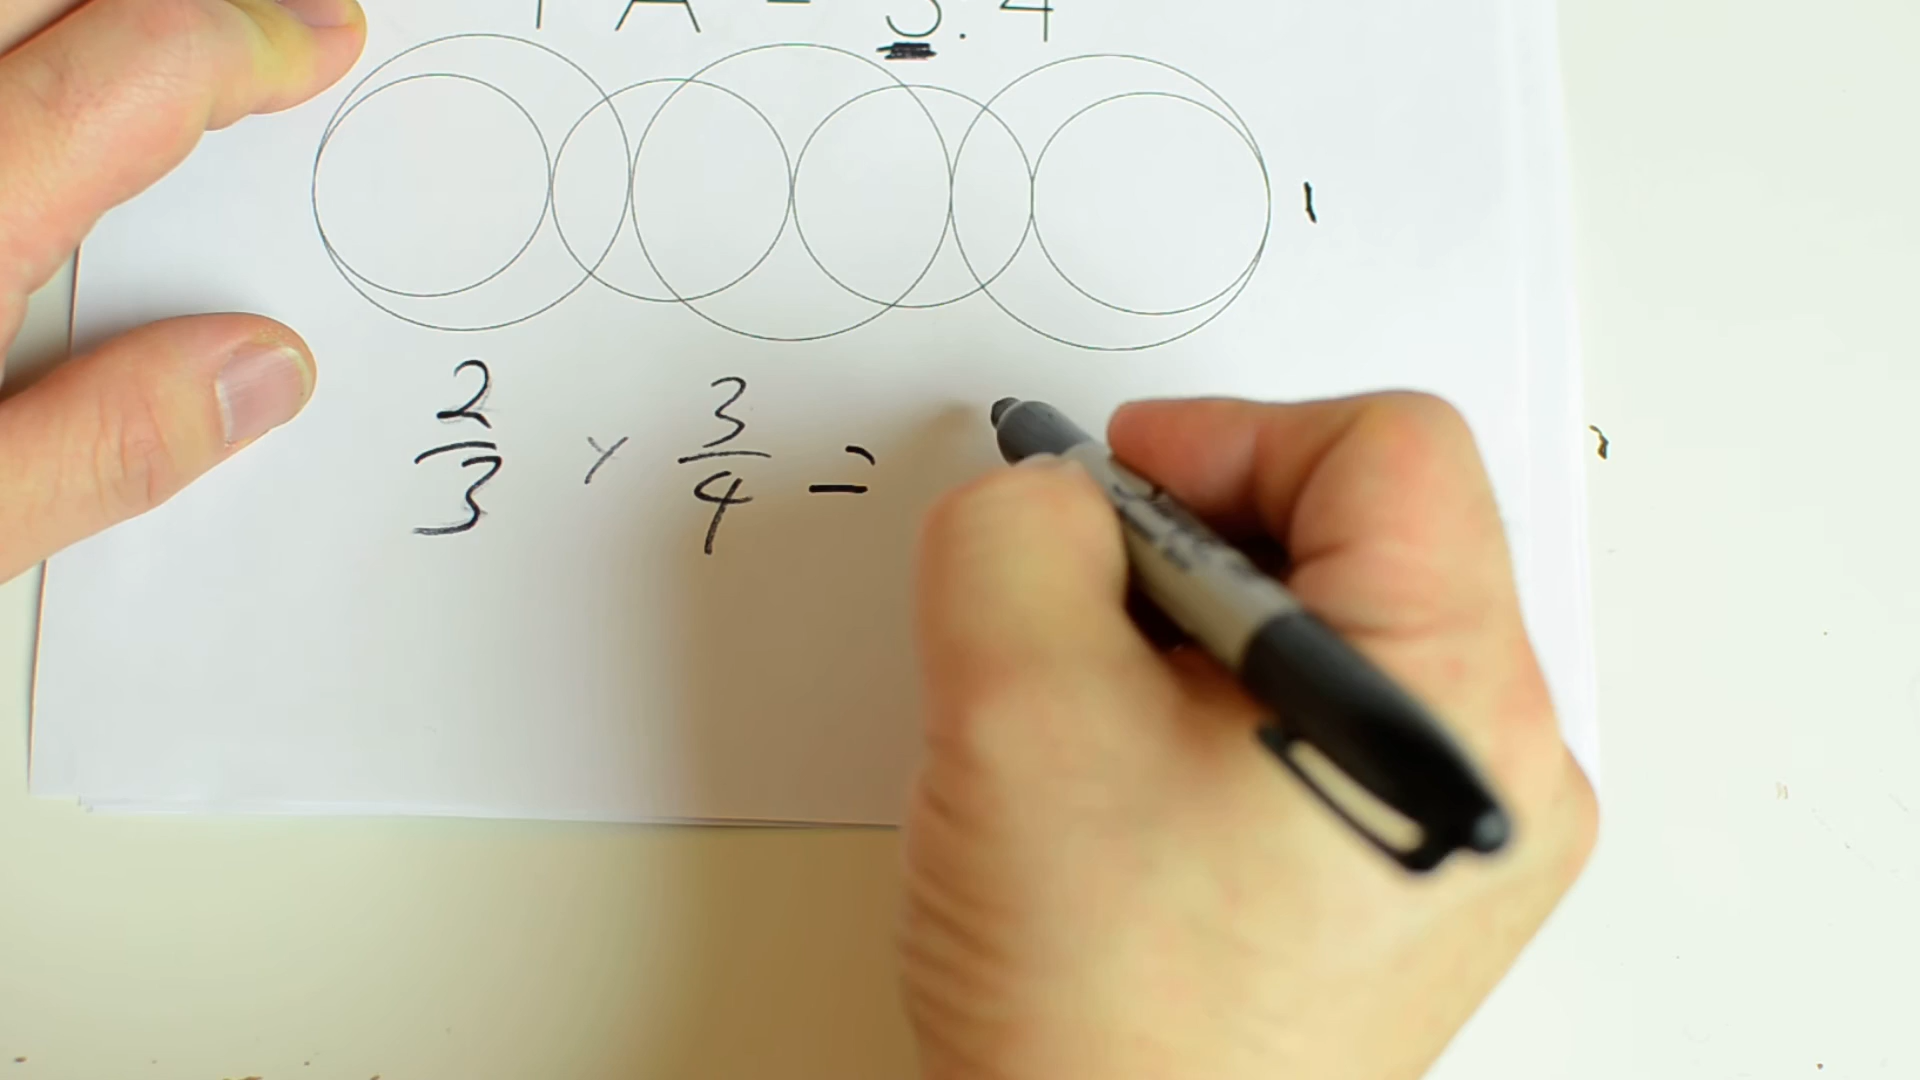 A = 3.4
1
2/3 × 3/4 =